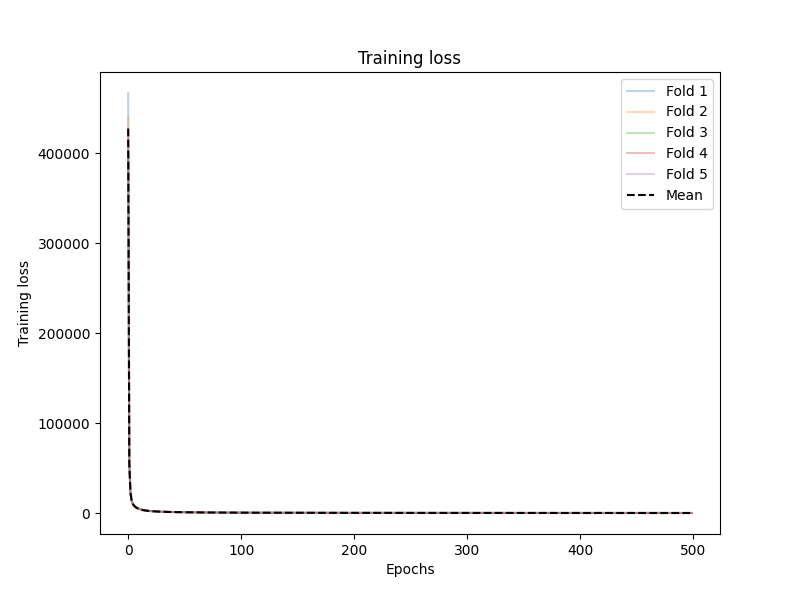 Training loss
Fold 1
Fold 2
Fold 3
Fold 4
Fold 5
Mean
Training loss
400000
300000
200000
100000
0
0 100 200 300 400 500
Epochs